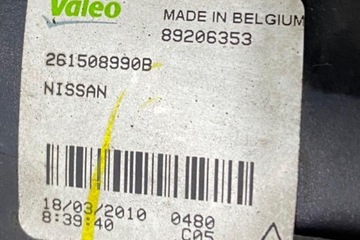 Valeo
MADE IN BELGIUM
89206353
261508990B
NISSAN
18/03/2010 0480
8:39:40 C05